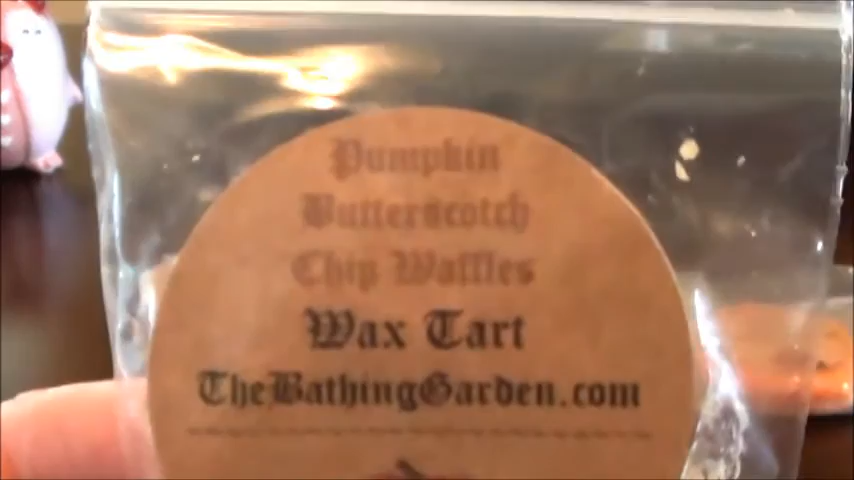 Pumpkin
Butterscotch
Chip Waffles
Wax Tart
TheBathingGarden.com